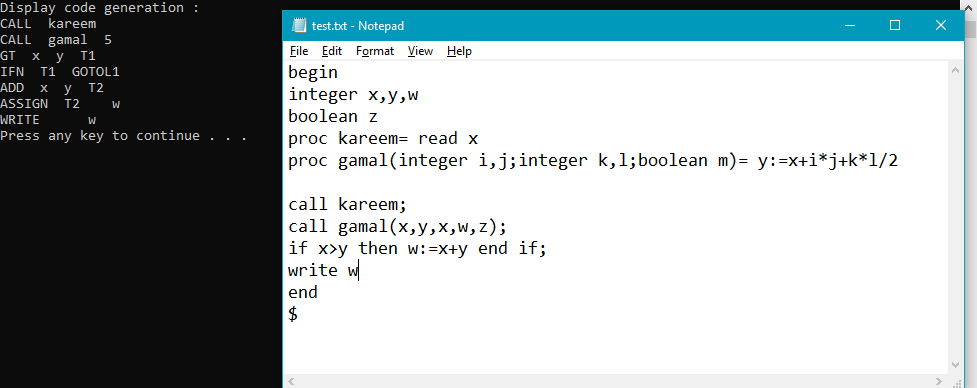 Display code generation :
CALL  kareem
CALL  gamal  5
GT  x  y  T1
IFN  T1  GOTOL1
ADD  x  y  T2
ASSIGN  T2    w
WRITE      w
Press any key to continue . . .
test.txt - Notepad
File Edit Format View Help
begin
integer x,y,w
boolean z
proc kareem= read x
proc gamal(integer i,j;integer k,l;boolean m)= y:=x+i*j+k*l/2
call kareem;
call gamal(x,y,x,w,z);
if x>y then w:=x+y end if;
write w
end
$